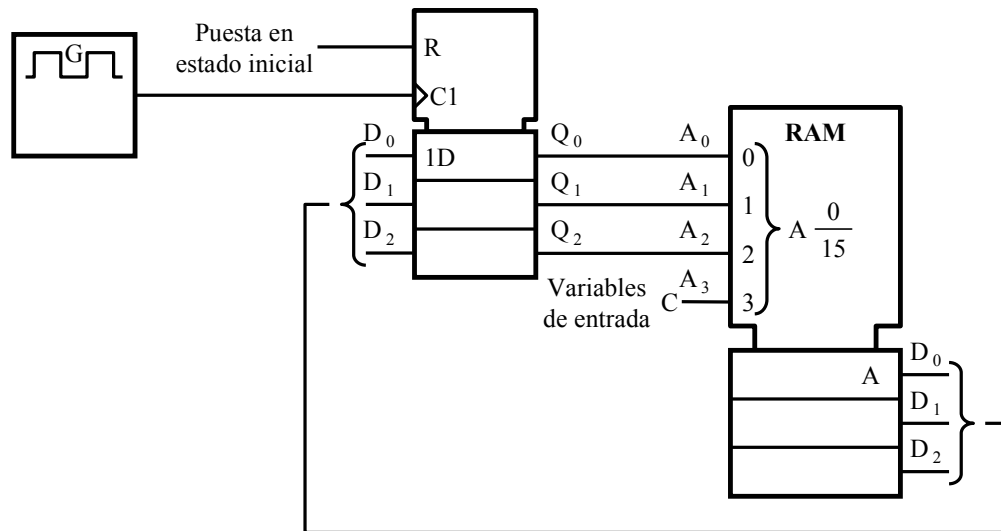 G
Puesta en
estado inicial
R
C1
D0
1D
Q0
A0
D1
Q1
A1
D2
Q2
A2
Variables
de entrada
C
A3
RAM
0
1
2
3
A 0
15
A
D0
D1
D2